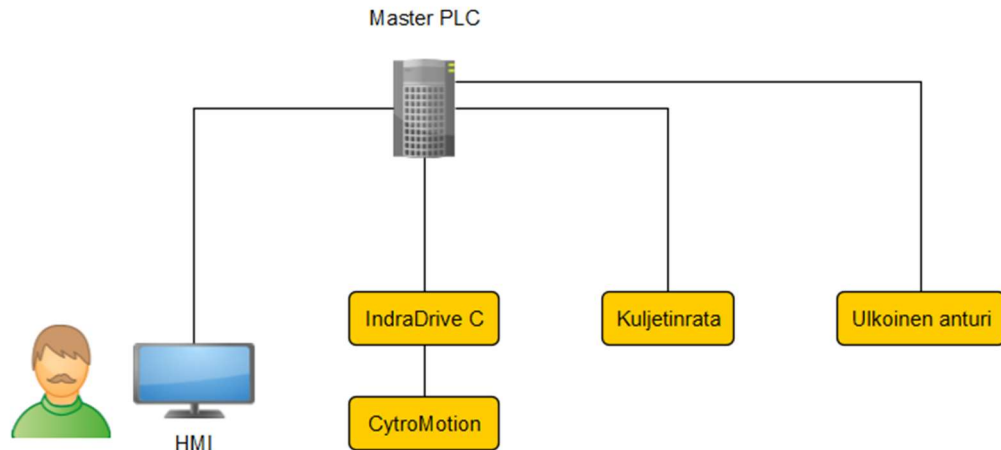 Master PLC
IndraDrive C
Kuljetinrata
Ulkoinen anturi
CytroMotion
HMI